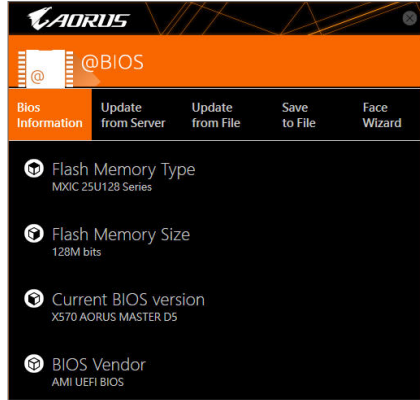 AORUS
@BIOS
@
Bios Information
Update from Server
Update from File
Save to File
Face Wizard
Flash Memory Type
MXIC 25U128 Series
Flash Memory Size
128M bits
Current BIOS version
X570 AORUS MASTER D5
BIOS Vendor
AMI UEFI BIOS